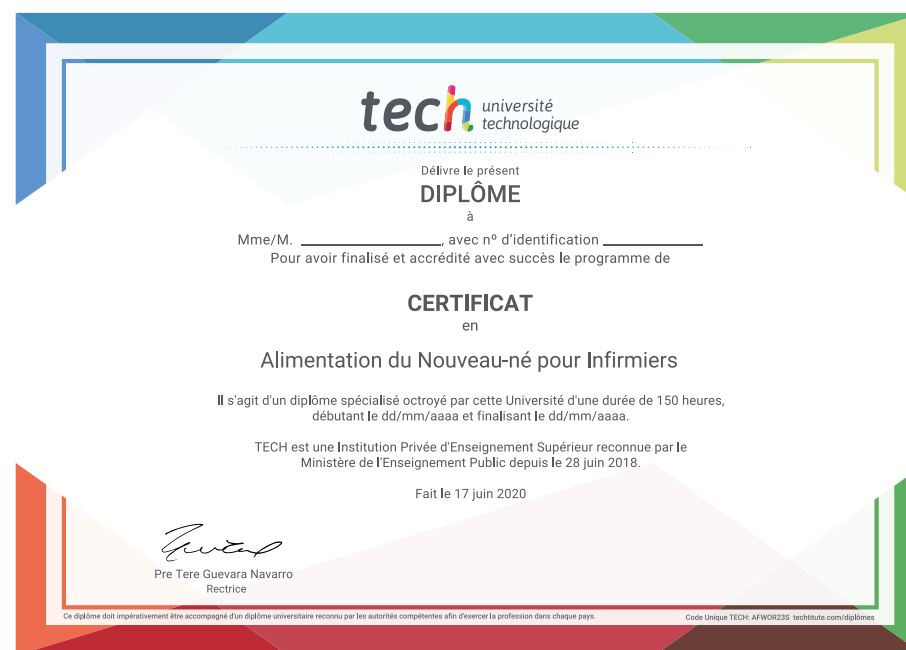 tech université
technologique
Délivre le présent
DIPLÔME
à
Mme/M. ____________________, avec nº d'identification ______________
Pour avoir finalisé et accrédité avec succès le programme de
CERTIFICAT
en
Alimentation du Nouveau-né pour Infirmiers
Il s'agit d'un diplôme spécialisé octroyé par cette Université d'une durée de 150 heures,
débutant le dd/mm/aaaa et finalisant le dd/mm/aaaa.
TECH est une Institution Privée d'Enseignement Supérieur reconnue par le
Ministère de l'Enseignement Public depuis le 28 juin 2018.
Fait le 17 juin 2020
Pre Tere Guevara Navarro
Rectrice
Ce diplôme doit impérativement être accompagné d'un diplôme universitaire reconnu par les autorités compétentes afin d'exercer la profession dans chaque pays.
Code Unique TECH: AFWOR23S techtitute.com/diplômes